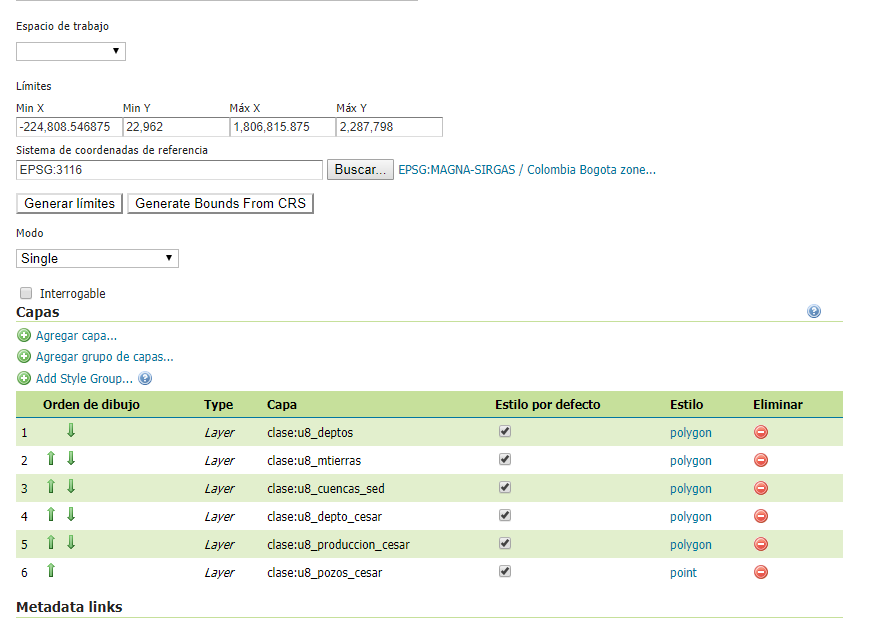 Espacio de trabajo
Límites
Min X Min Y Máx X Máx Y
-224,808.546875 22,962 1,806,815.875 2,287,798
Sistema de coordenadas de referencia
EPSG:3116 Buscar... EPSG:MAGNA-SIRGAS / Colombia Bogota zone...
Generar límites Generate Bounds From CRS
Modo
Single
Interrogable
Capas
Agregar capa...
Agregar grupo de capas...
Add Style Group...
Orden de dibujo Type Capa Estilo por defecto Estilo Eliminar
1 Layer clase:u8_deptos polygon
2 Layer clase:u8_mtierras polygon
3 Layer clase:u8_cuencas_sed polygon
4 Layer clase:u8_depto_cesar polygon
5 Layer clase:u8_produccion_cesar polygon
6 Layer clase:u8_pozos_cesar point
Metadata links